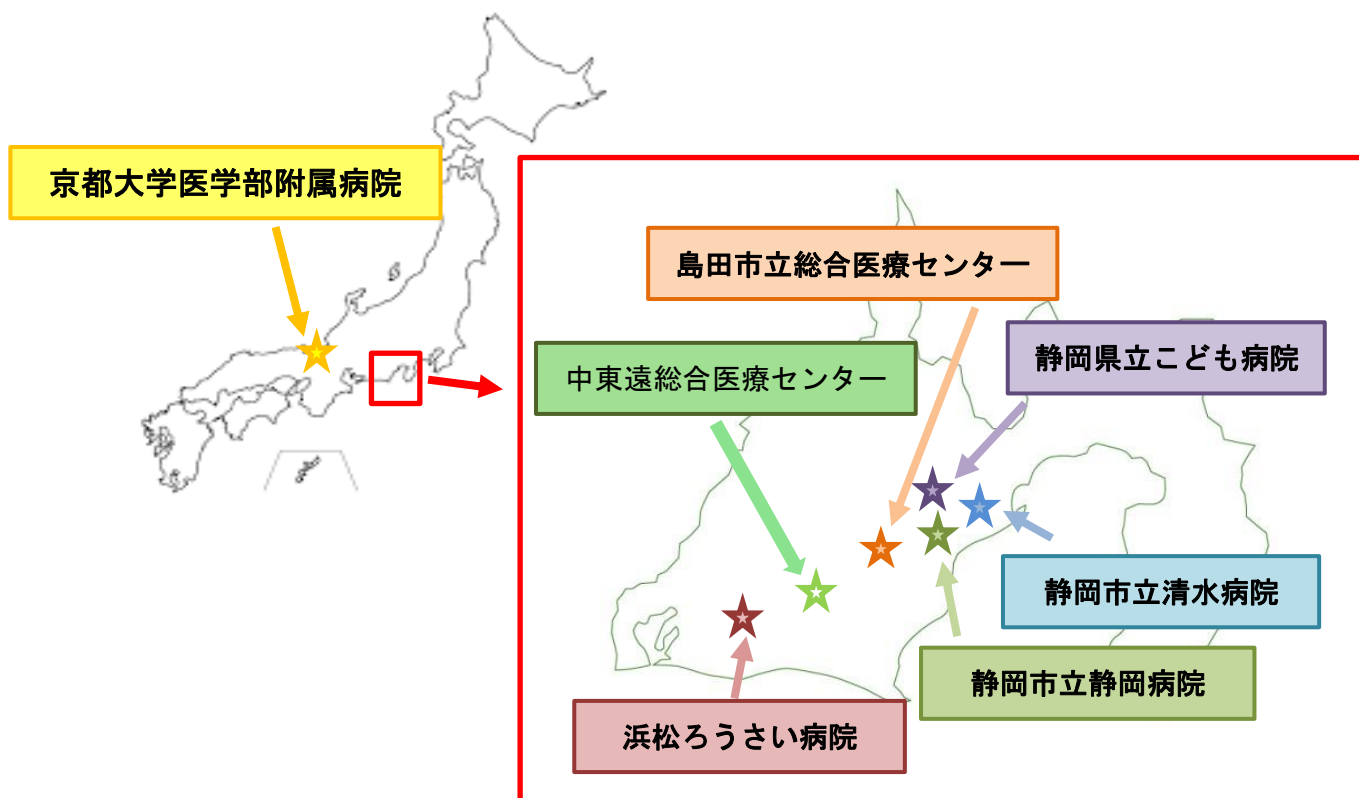 京都大学医学部附属病院
島田市立総合医療センター
静岡県立こども病院
中東遠総合医療センター
静岡市立清水病院
静岡市立静岡病院
浜松ろうさい病院